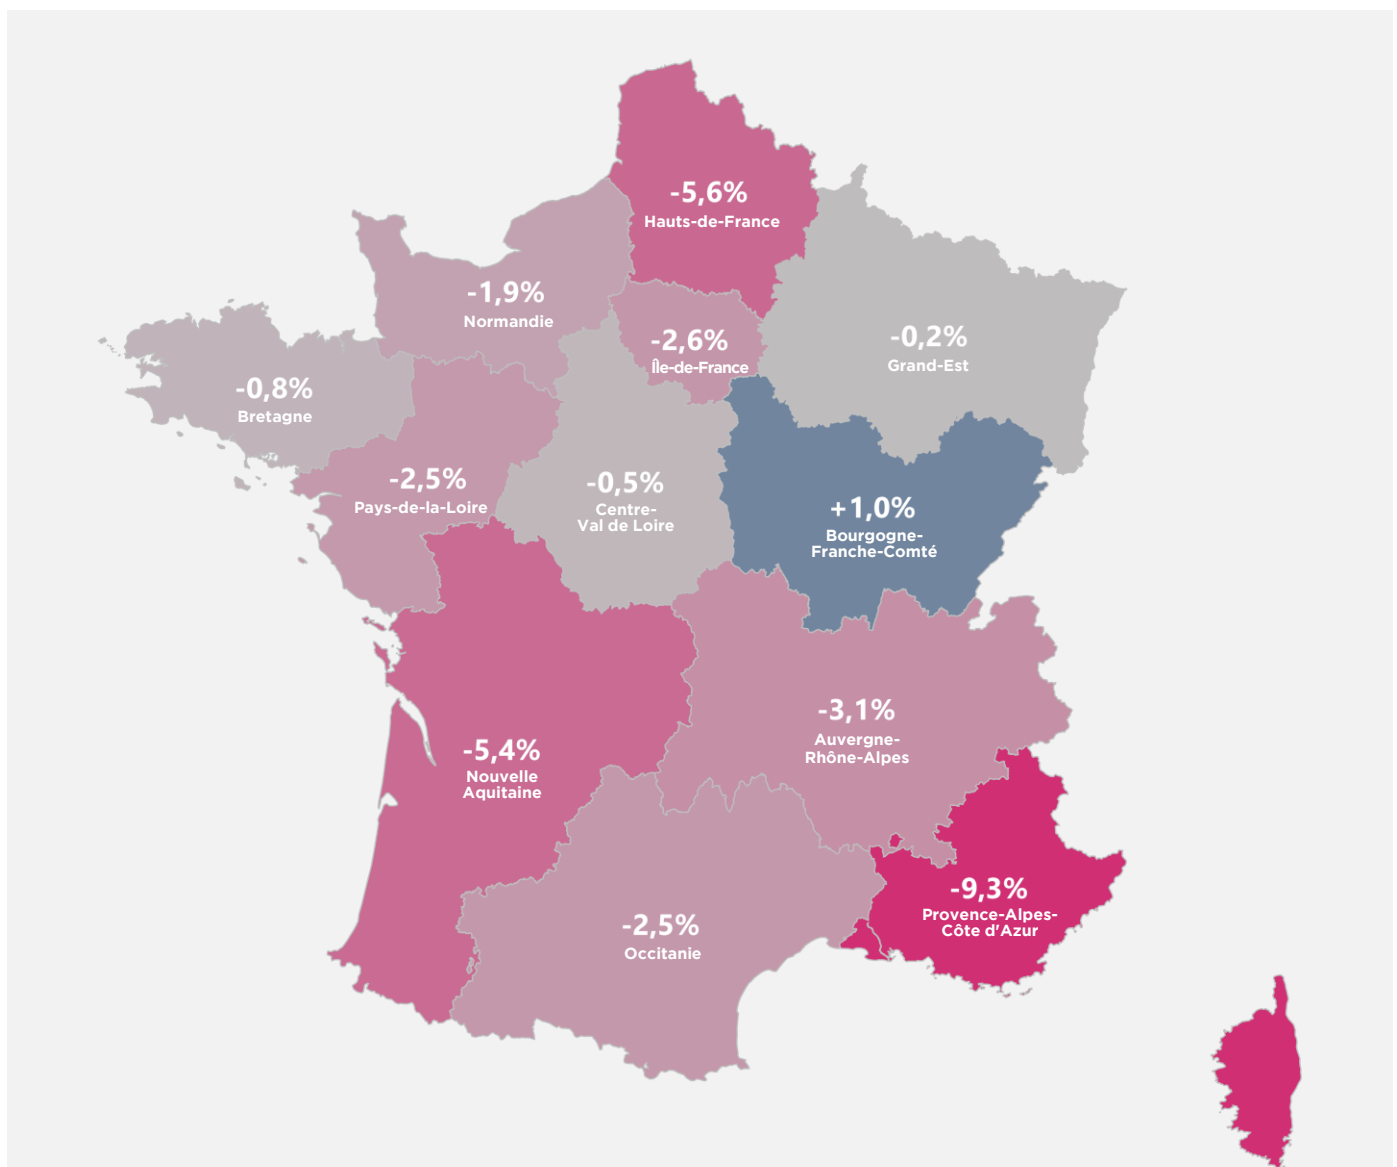 -5,6%
Hauts-de-France
-1,9%
Normandie
-2,6%
Île-de-France
-0,2%
Grand-Est
-0,8%
Bretagne
-2,5%
Pays-de-la-Loire
-0,5%
Centre-
Val de Loire
+1,0%
Bourgogne-
Franche-Comté
-5,4%
Nouvelle
Aquitaine
-3,1%
Auvergne-
Rhône-Alpes
-2,5%
Occitanie
-9,3%
Provence-Alpes-
Côte d'Azur